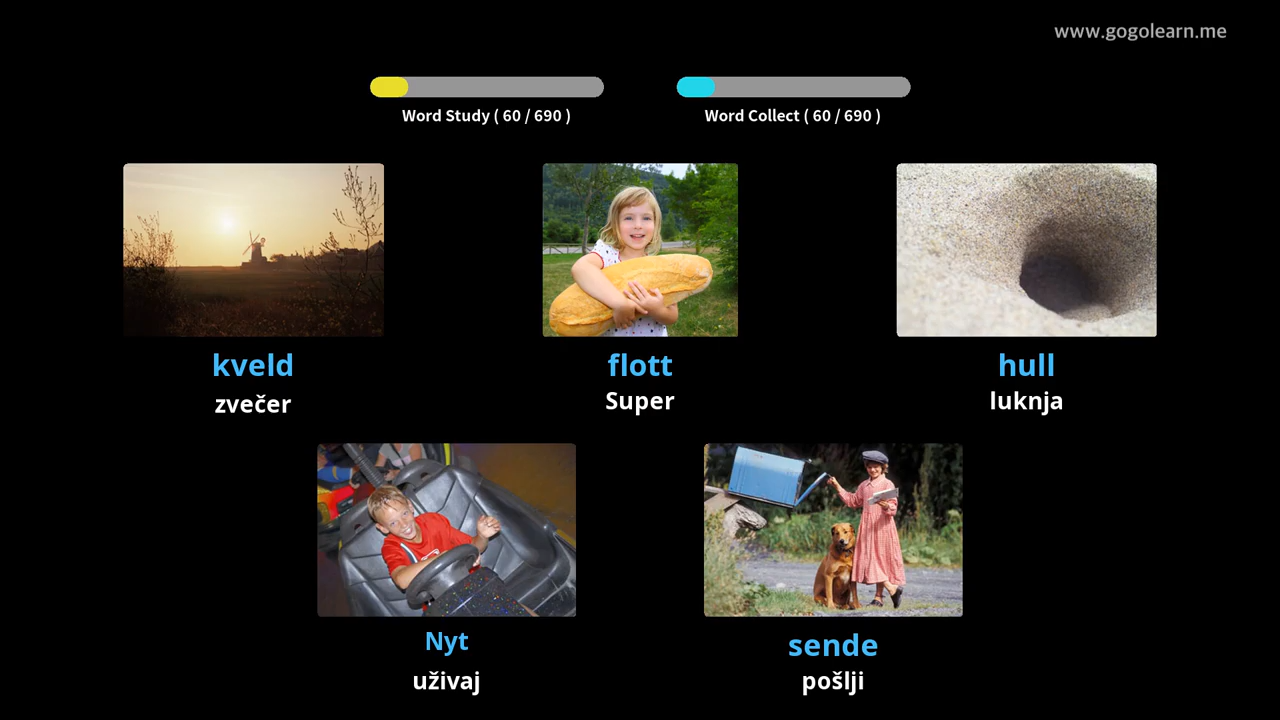 www.gogolearn.me
Word Study ( 60 / 690 )
Word Collect ( 60 / 690 )
kveld
zvečer
flott
Super
hull
luknja
Nyt
uživaj
sende
pošlji